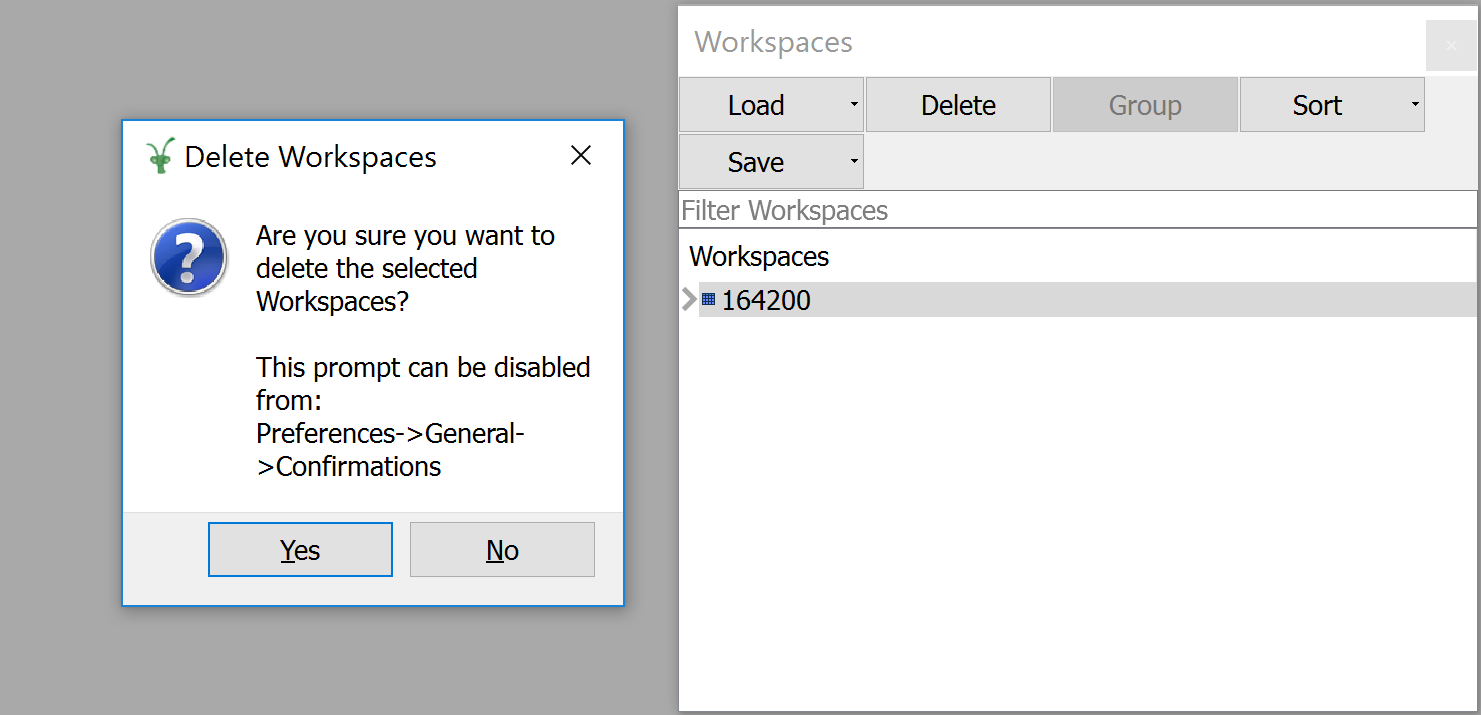 Delete Workspaces
Are you sure you want to
delete the selected
Workspaces?
This prompt can be disabled
from:
Preferences->General-
>Confirmations
Yes
No
Workspaces
Load
Delete
Group
Sort
Save
Filter Workspaces
Workspaces
164200